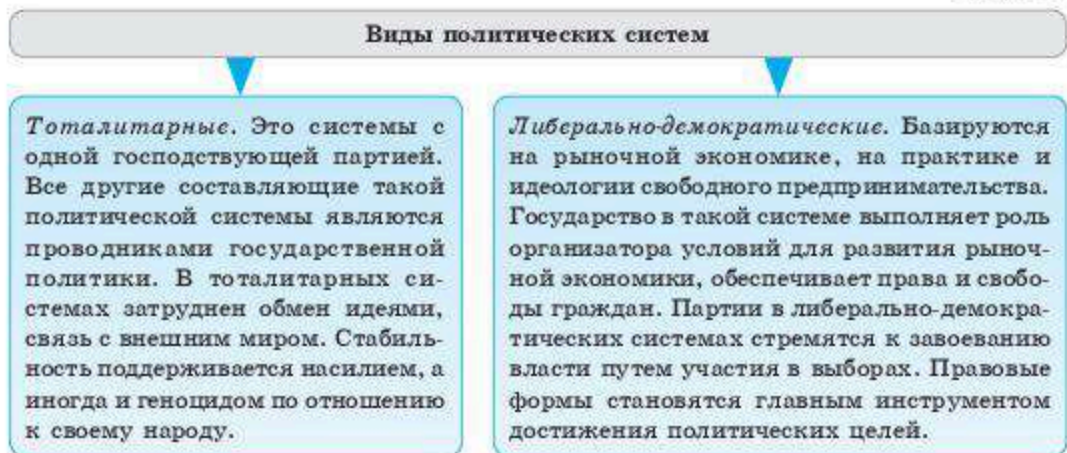 Виды политических систем
Тоталитарные. Это системы с
одной господствующей партией.
Все другие составляющие такой
политической системы являются
проводниками государственной
политики. В тоталитарных си-
стемах затруднен обмен идеями,
связь с внешним миром. Стабиль-
ность поддерживается насилием, а
иногда и геноцидом по отношению
к своему народу.
Либерально-демократические. Базируются
на рыночной экономике, на практике и
идеологии свободного предпринимательства.
Государство в такой системе выполняет роль
организатора условий для развития рыноч-
ной экономики, обеспечивает права и свобо-
ды граждан. Партии в либерально-демокра-
тических системах стремятся к завоеванию
власти путем участия в выборах. Правовые
формы становятся главным инструментом
достижения политических целей.